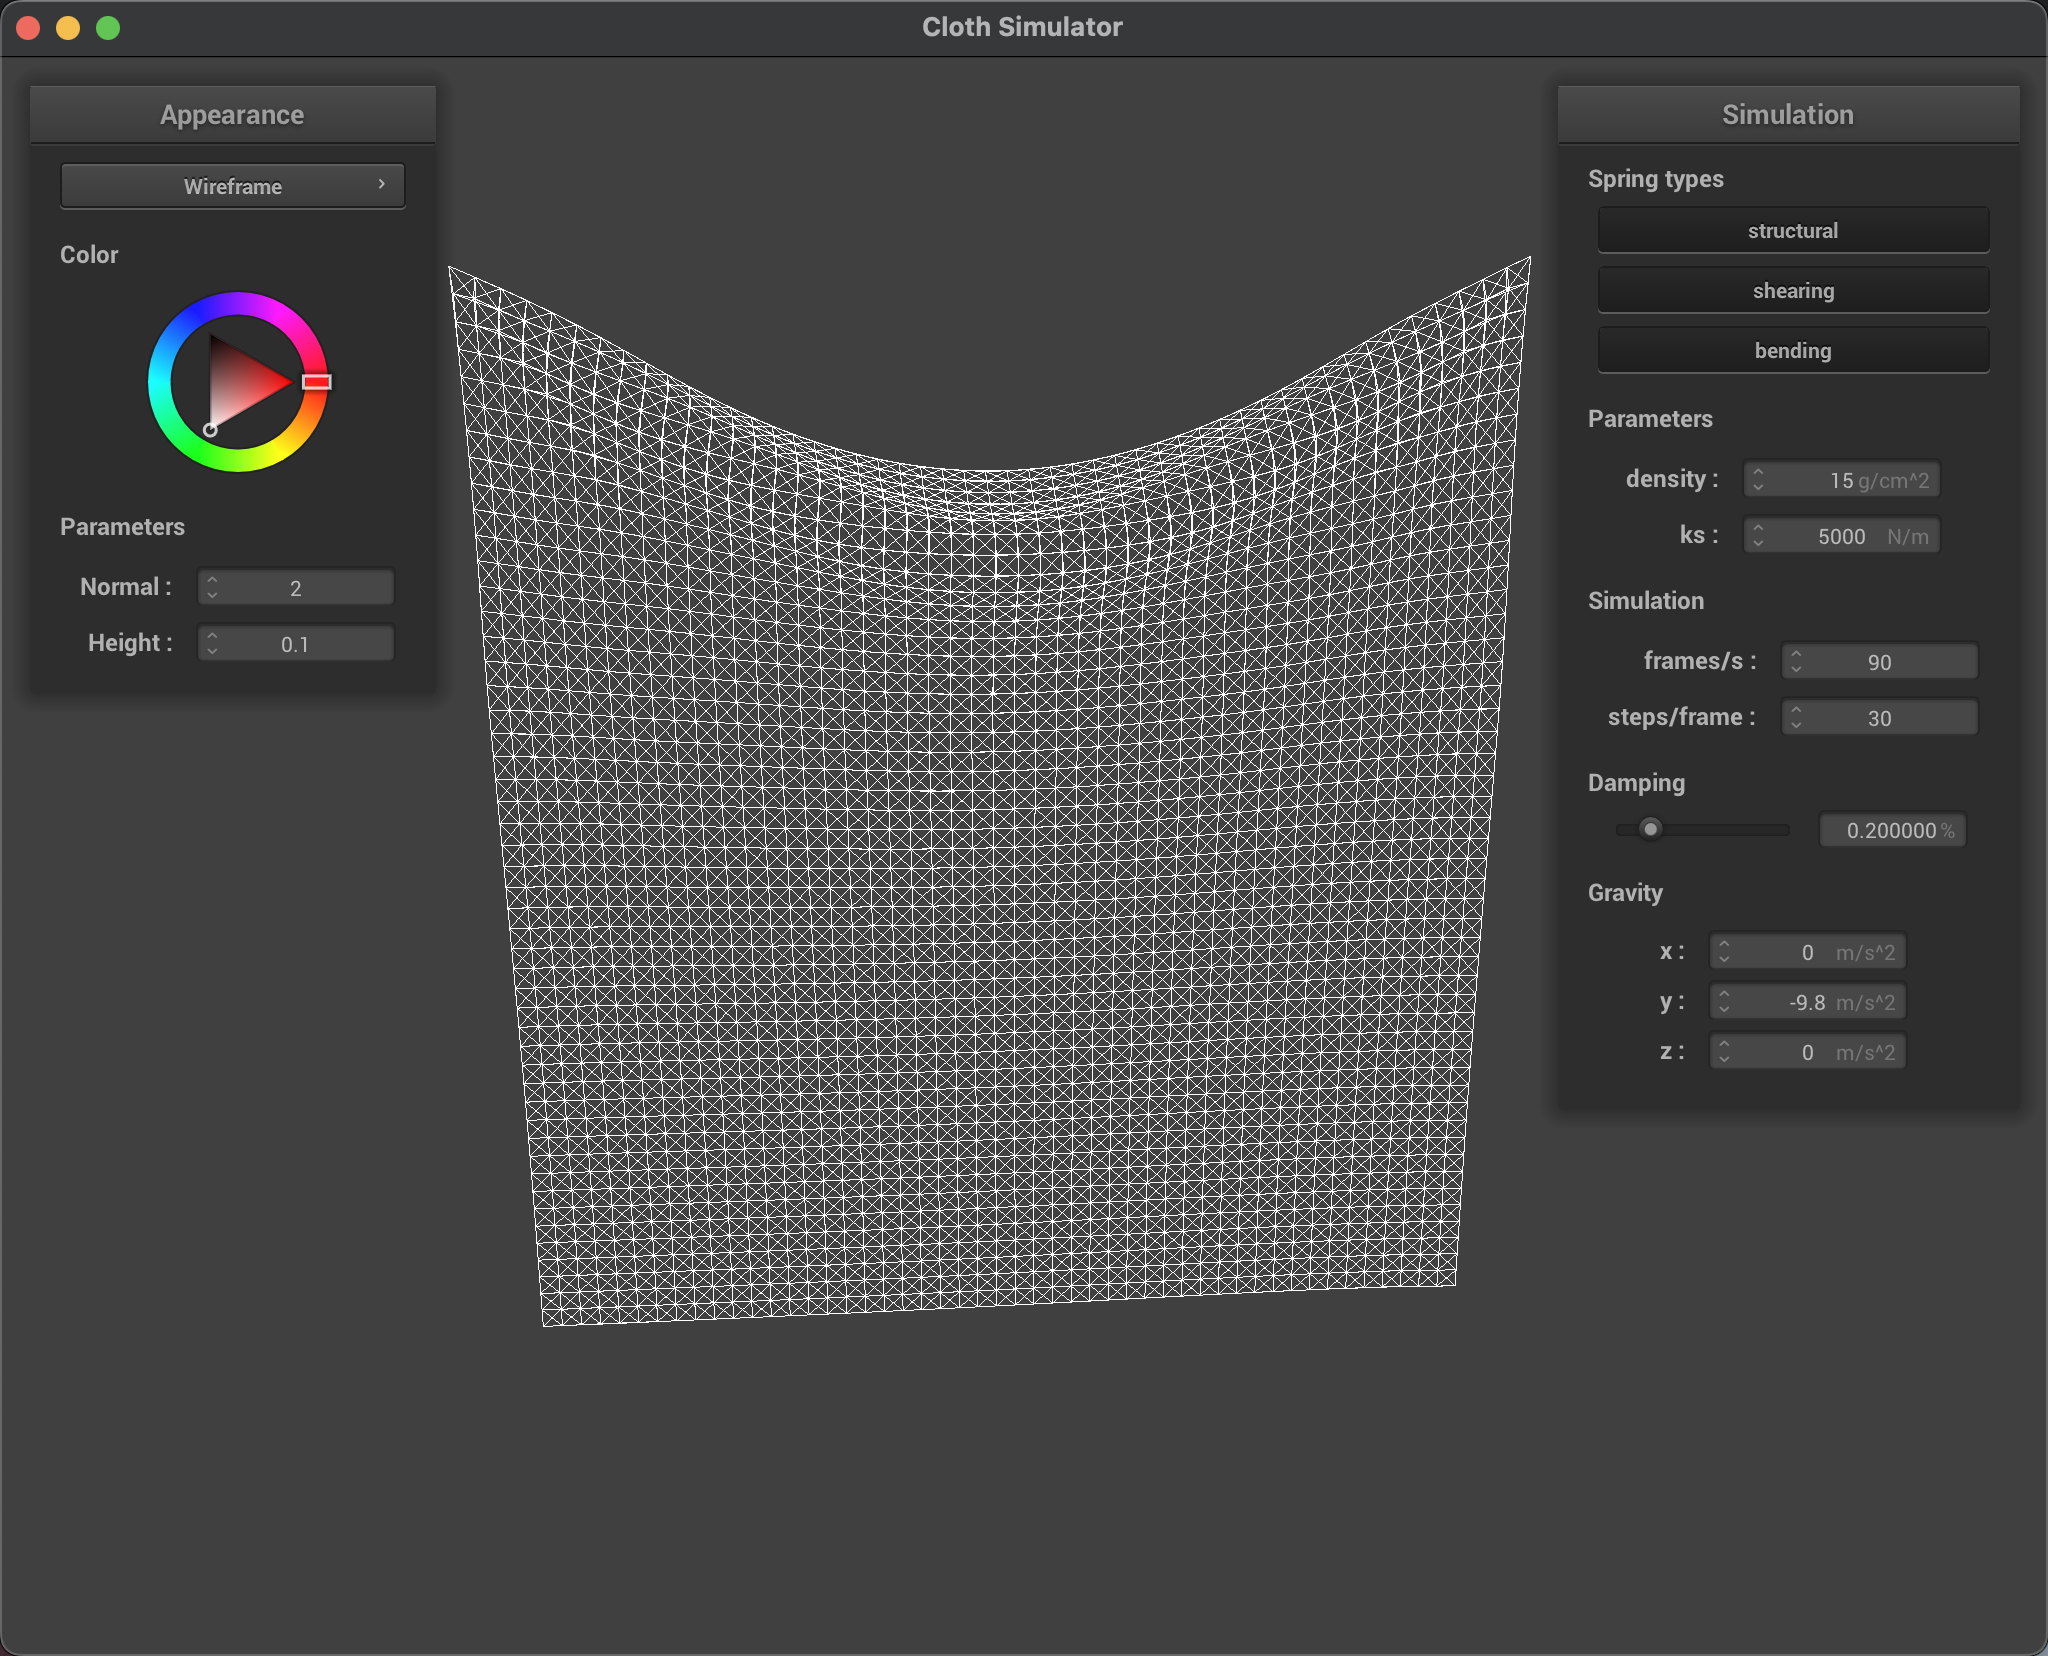 Cloth Simulator
Appearance
Wireframe
Color
Parameters
Normal : 2
Height : 0.1
Simulation
Spring types
structural
shearing
bending
Parameters
density : 15 g/cm^2
ks : 5000 N/m
Simulation
frames/s : 90
steps/frame : 30
Damping
0.200000 %
Gravity
x : 0 m/s^2
y : -9.8 m/s^2
z : 0 m/s^2